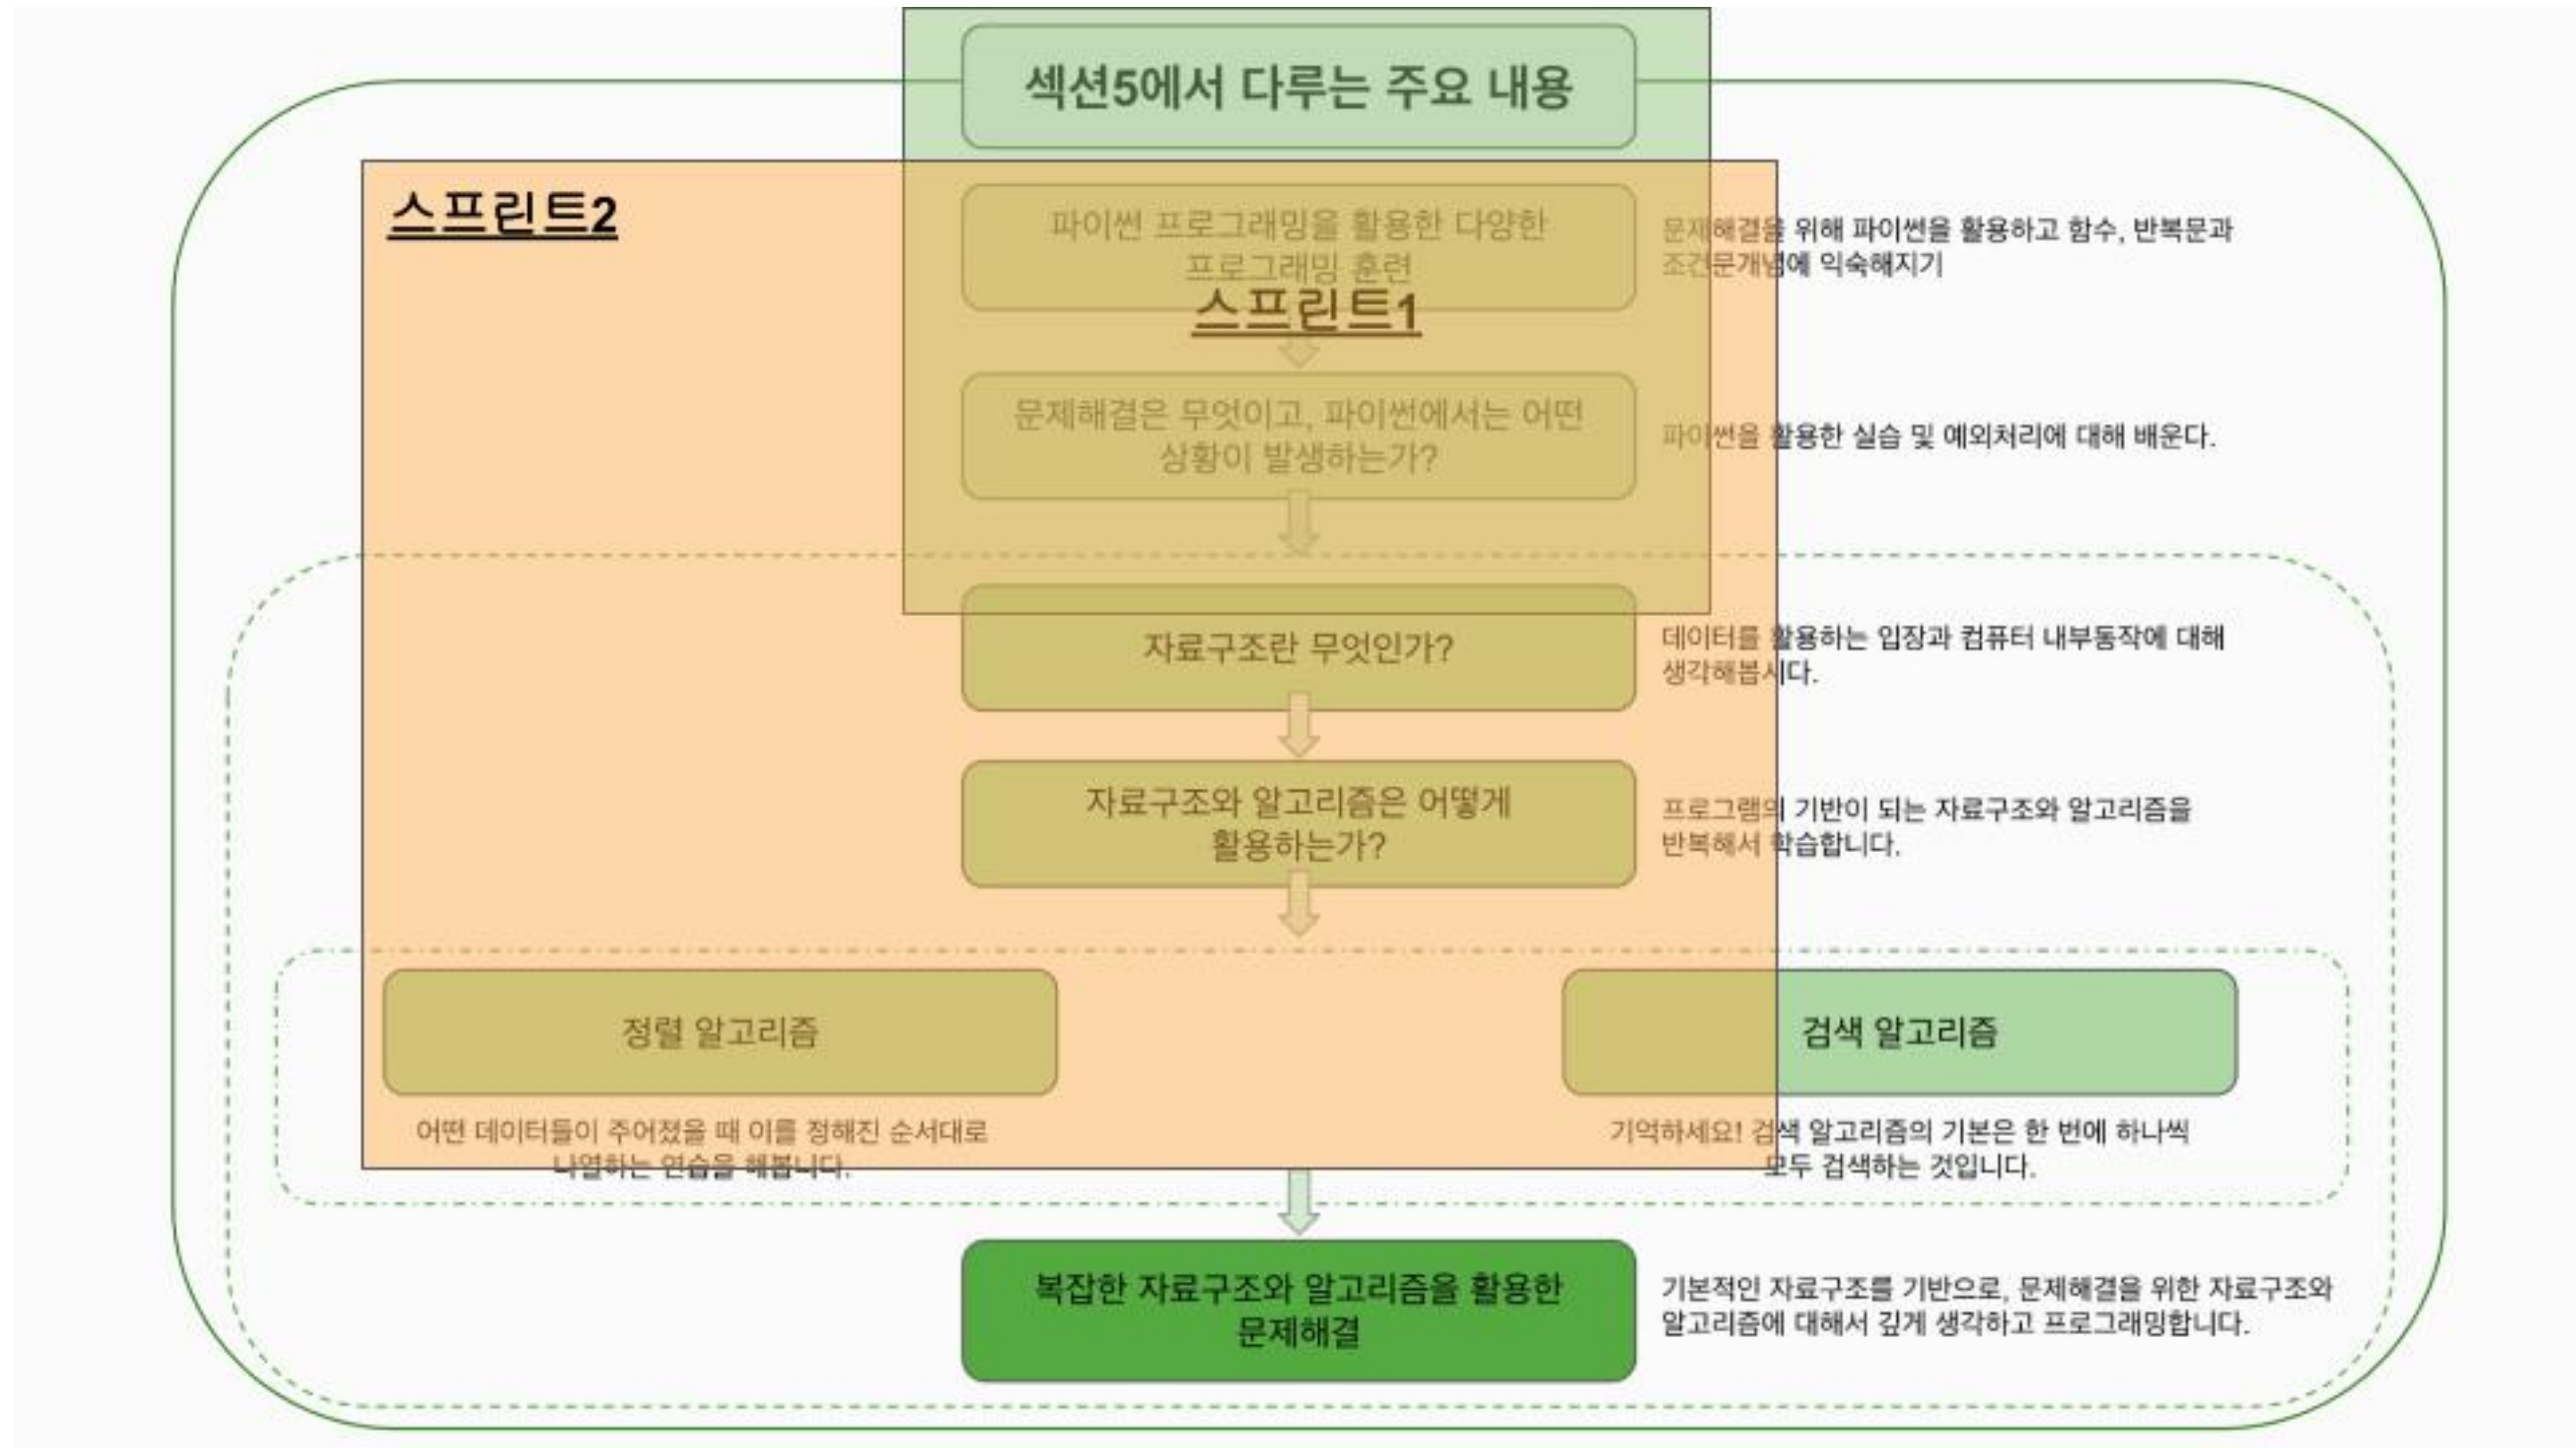 섹션5에서 다루는 주요 내용
스프린트2
파이썬 프로그래밍을 활용한 다양한
프로그래밍 훈련
문제해결을 위해 파이썬을 활용하고 함수, 반복문과
조건문개념에 익숙해지기
스프린트1
문제해결은 무엇이고, 파이썬에서는 어떤
상황이 발생하는가?
파이썬을 활용한 실습 및 예외처리에 대해 배운다.
자료구조란 무엇인가?
데이터를 활용하는 입장과 컴퓨터 내부동작에 대해
생각해봅시다.
자료구조와 알고리즘은 어떻게
활용하는가?
프로그램의 기반이 되는 자료구조와 알고리즘을
반복해서 학습합니다.
정렬 알고리즘
어떤 데이터들이 주어졌을 때 이를 정해진 순서대로
나열하는 연습을 해봅니다.
검색 알고리즘
기억하세요! 검색 알고리즘의 기본은 한 번에 하나씩
모두 검색하는 것입니다.
복잡한 자료구조와 알고리즘을 활용한
문제해결
기본적인 자료구조를 기반으로, 문제해결을 위한 자료구조와
알고리즘에 대해서 깊게 생각하고 프로그래밍합니다.